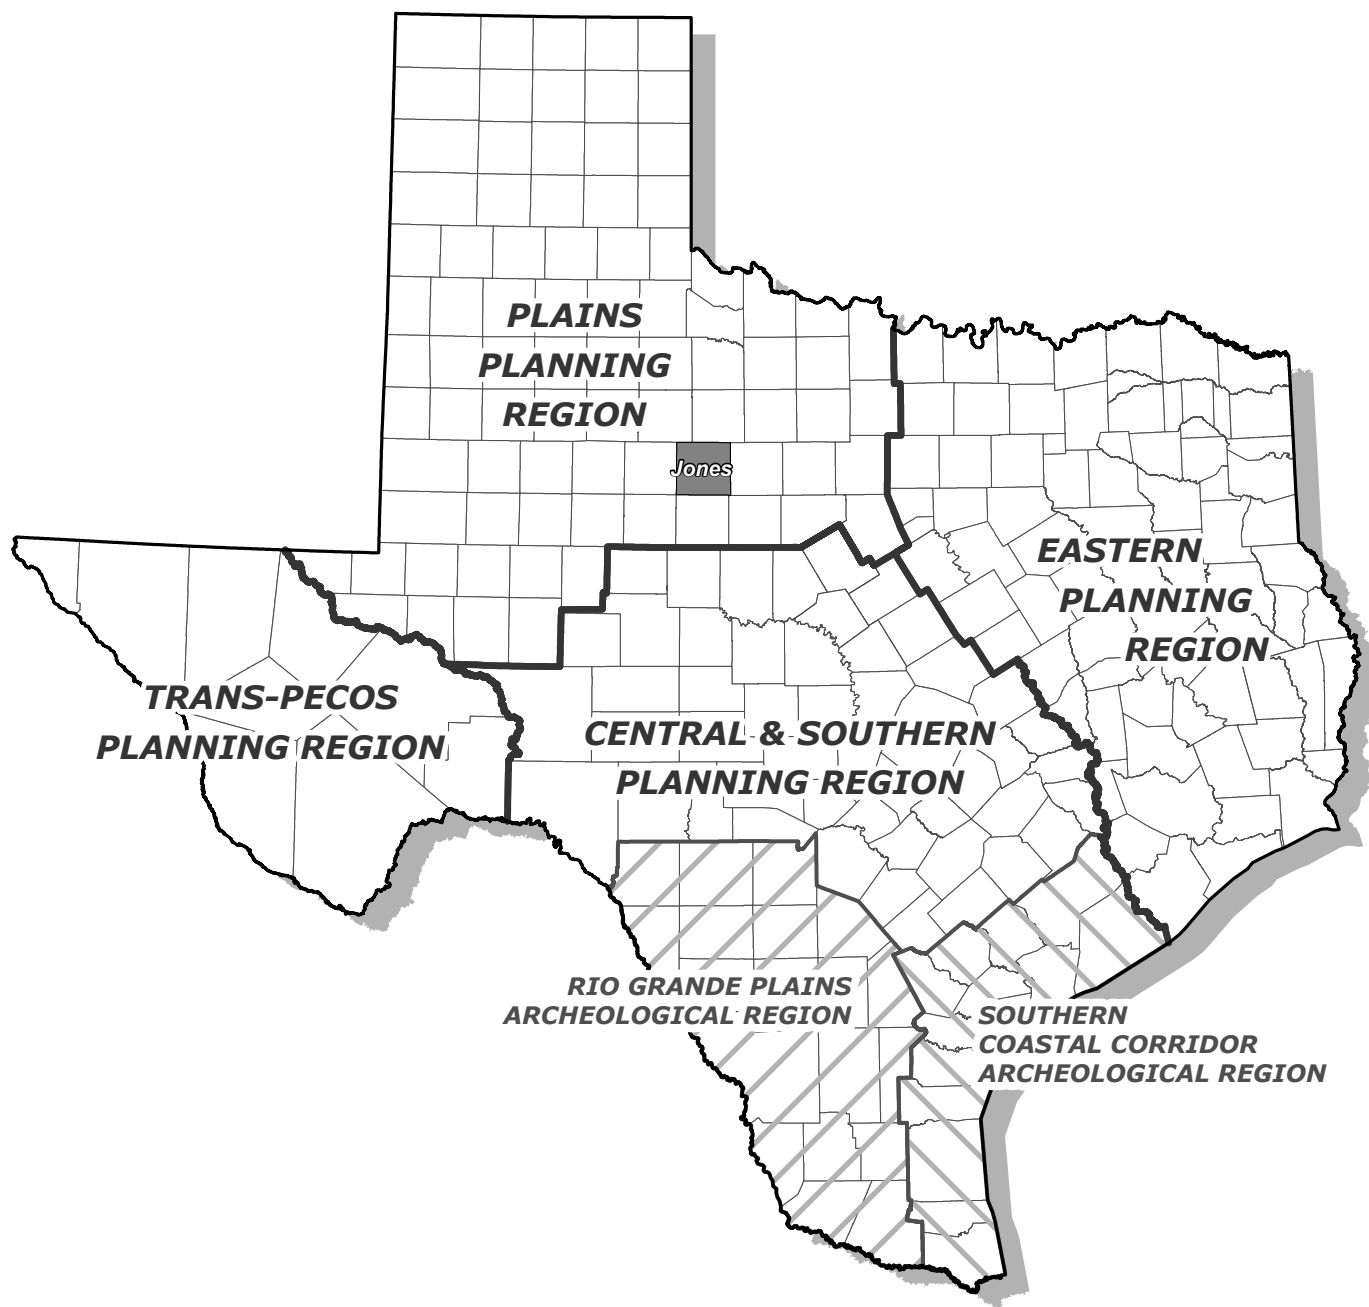 PLAINS
PLANNING
REGION
Jones
EASTERN
PLANNING
REGION
TRANS-PECOS
PLANNING REGION
CENTRAL & SOUTHERN
PLANNING REGION
RIO GRANDE PLAINS
ARCHEOLOGICAL REGION
SOUTHERN
COASTAL CORRIDOR
ARCHEOLOGICAL REGION